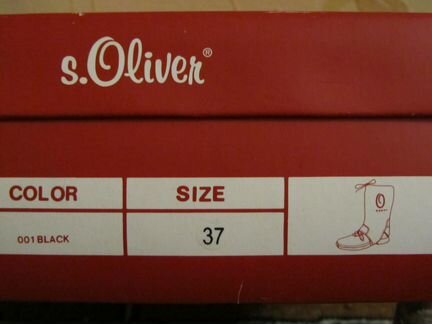 s.Oliver®
COLOR SIZE
001 BLACK 37